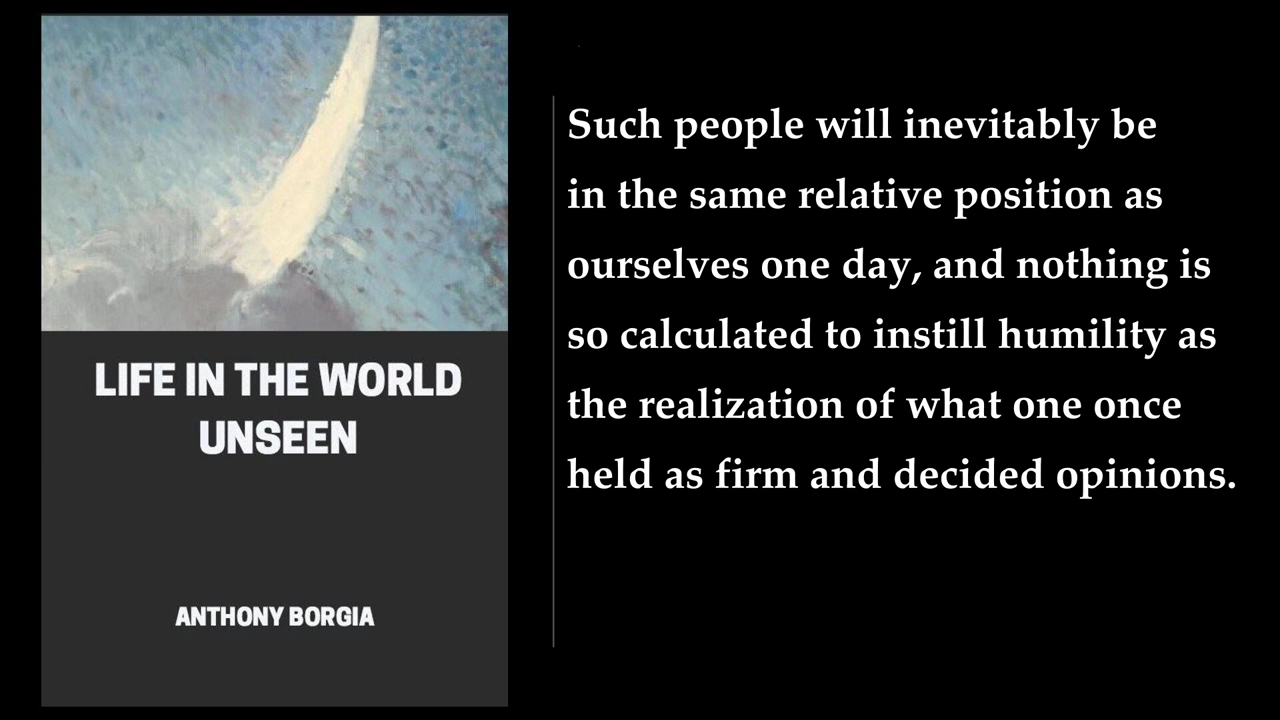 LIFE IN THE WORLD
UNSEEN
ANTHONY BORGIA
Such people will inevitably be
in the same relative position as
ourselves one day, and nothing is
so calculated to instill humility as
the realization of what one once
held as firm and decided opinions.